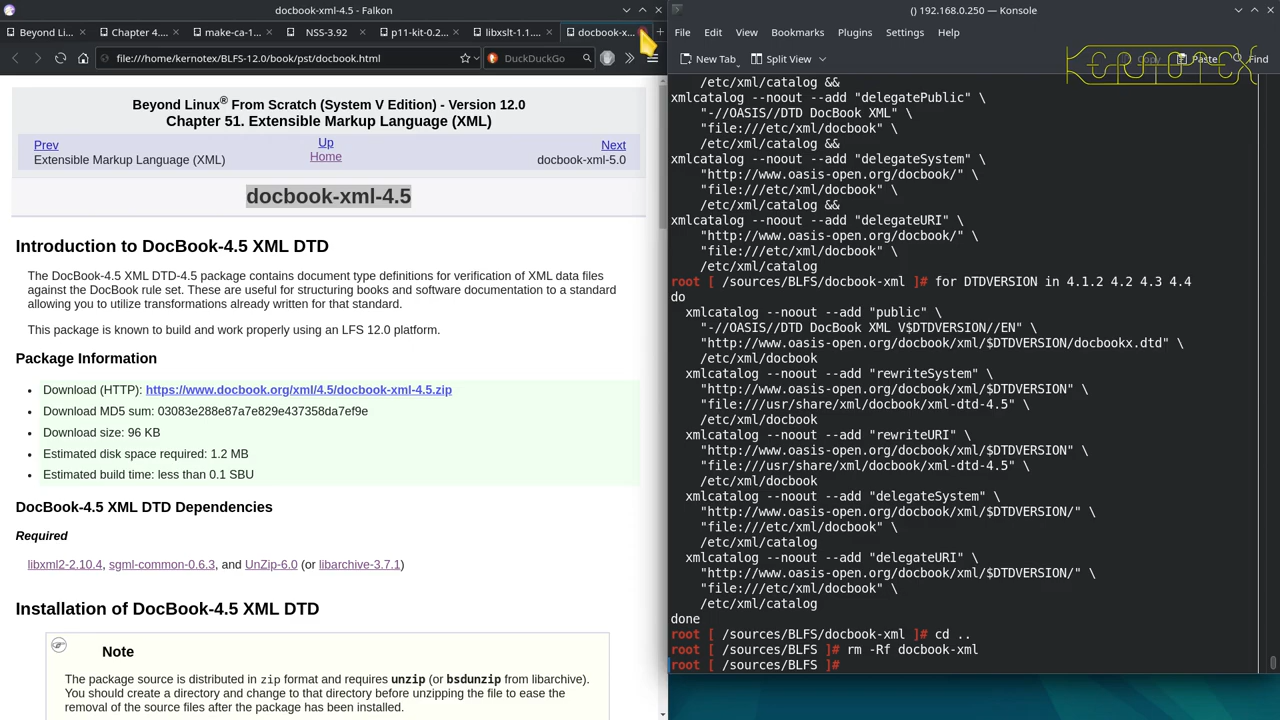 docbook-xml-4.5 - Falkon
Beyond Li...
Chapter 4....
make-ca-1...
NSS-3.92
p11-kit-0.2...
libxslt-1.1....
docbook-x...
file:///home/kernotex/BLFS-12.0/book/pst/docbook.html
DuckDuckGo
Beyond Linux® From Scratch (System V Edition) - Version 12.0
Chapter 51. Extensible Markup Language (XML)
Prev
Up
Next
Extensible Markup Language (XML)
Home
docbook-xml-5.0
docbook-xml-4.5
Introduction to DocBook-4.5 XML DTD
The DocBook-4.5 XML DTD-4.5 package contains document type definitions for verification of XML data files
against the DocBook rule set. These are useful for structuring books and software documentation to a standard
allowing you to utilize transformations already written for that standard.
This package is known to build and work properly using an LFS 12.0 platform.
Package Information
• Download (HTTP): https://www.docbook.org/xml/4.5/docbook-xml-4.5.zip
• Download MD5 sum: 03083e288e87a7e829e437358da7ef9e
• Download size: 96 KB
• Estimated disk space required: 1.2 MB
• Estimated build time: less than 0.1 SBU
DocBook-4.5 XML DTD Dependencies
Required
libxml2-2.10.4, sgml-common-0.6.3, and UnZip-6.0 (or libarchive-3.7.1)
Installation of DocBook-4.5 XML DTD
Note
The package source is distributed in zip format and requires unzip (or bsdunzip from libarchive).
You should create a directory and change to that directory before unzipping the file to ease the
removal of the source files after the package has been installed.
() 192.168.0.250 — Konsole
File Edit View Bookmarks Plugins Settings Help
New Tab
Split View
Copy
Paste
Find
KERNOTEX
/etc/xml/catalog &&
xmlcatalog --noout --add "delegatePublic" \
"-//OASIS//DTD DocBook XML" \
"file:///etc/xml/docbook" \
/etc/xml/catalog &&
xmlcatalog --noout --add "delegateSystem" \
"http://www.oasis-open.org/docbook/" \
"file:///etc/xml/docbook" \
/etc/xml/catalog &&
xmlcatalog --noout --add "delegateURI" \
"http://www.oasis-open.org/docbook/" \
"file:///etc/xml/docbook" \
/etc/xml/catalog
root [ /sources/BLFS/docbook-xml ]# for DTDVERSION in 4.1.2 4.2 4.3 4.4
do
xmlcatalog --noout --add "public" \
"-//OASIS//DTD DocBook XML V$DTDVERSION//EN" \
"http://www.oasis-open.org/docbook/xml/$DTDVERSION/docbookx.dtd" \
/etc/xml/docbook
xmlcatalog --noout --add "rewriteSystem" \
"http://www.oasis-open.org/docbook/xml/$DTDVERSION" \
"file:///usr/share/xml/docbook/xml-dtd-4.5" \
/etc/xml/docbook
xmlcatalog --noout --add "rewriteURI" \
"http://www.oasis-open.org/docbook/xml/$DTDVERSION" \
"file:///usr/share/xml/docbook/xml-dtd-4.5" \
/etc/xml/docbook
xmlcatalog --noout --add "delegateSystem" \
"http://www.oasis-open.org/docbook/xml/$DTDVERSION/" \
"file:///etc/xml/docbook" \
/etc/xml/catalog
xmlcatalog --noout --add "delegateURI" \
"http://www.oasis-open.org/docbook/xml/$DTDVERSION/" \
"file:///etc/xml/docbook" \
/etc/xml/catalog
done
root [ /sources/BLFS/docbook-xml ]# cd ..
root [ /sources/BLFS ]# rm -Rf docbook-xml
root [ /sources/BLFS ]#